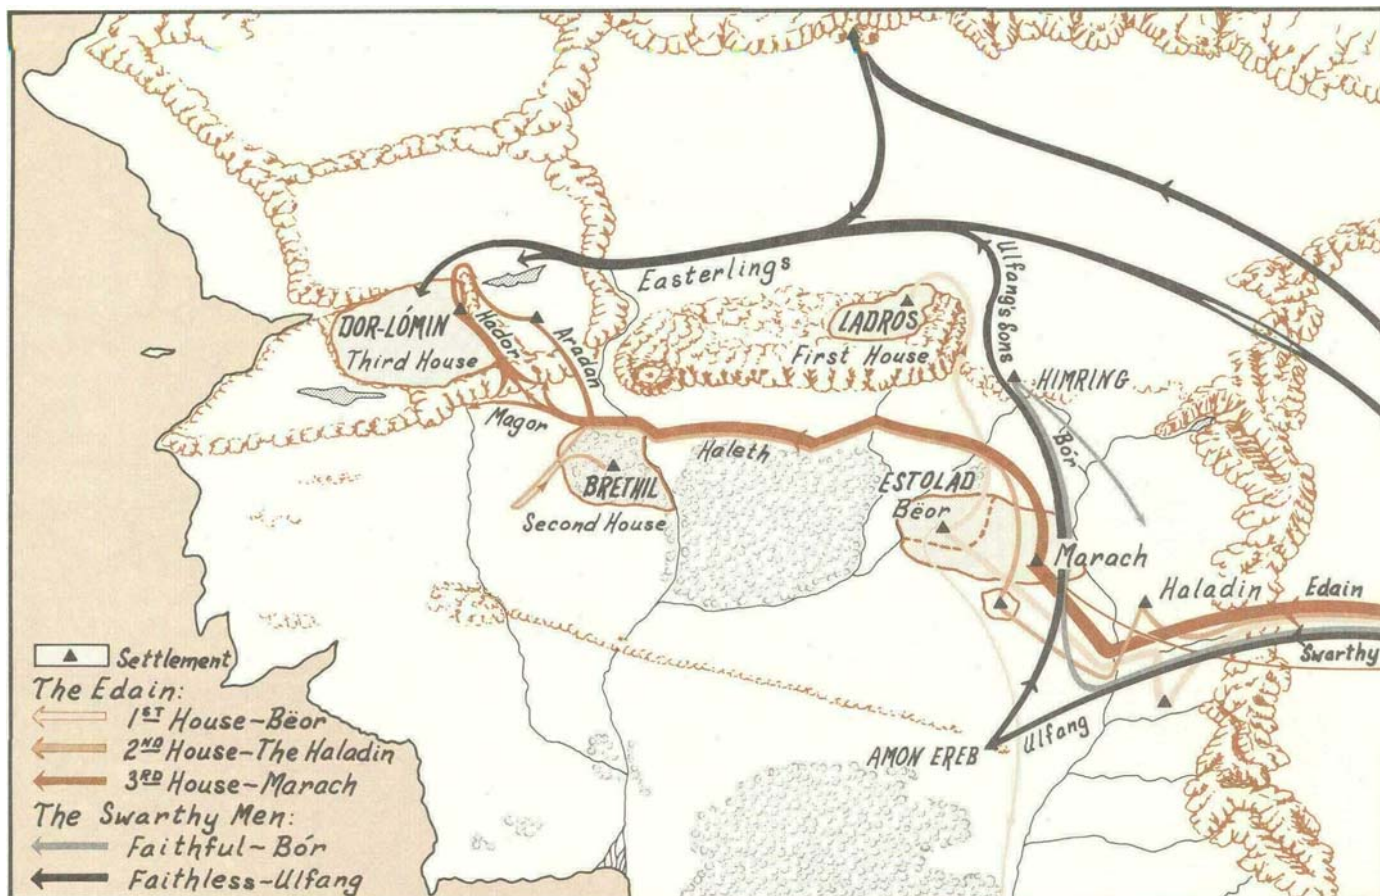 Easterlings
Ulfang's Sons
DOR-LÓMIN
Third House
Hador
Aradan
LADROS
First House
HIMRING
Bór
Magor
Haleth
BRETHIL
Second House
ESTOLAD
Bëor
Marach
Haladin
Edain
Swarthy
Ulfang
AMON EREB
Settlement
The Edain:
1ST House-Bëor
2ND House-The Haladin
3RD House-Marach
The Swarthy Men:
Faithful-Bór
Faithless-Ulfang